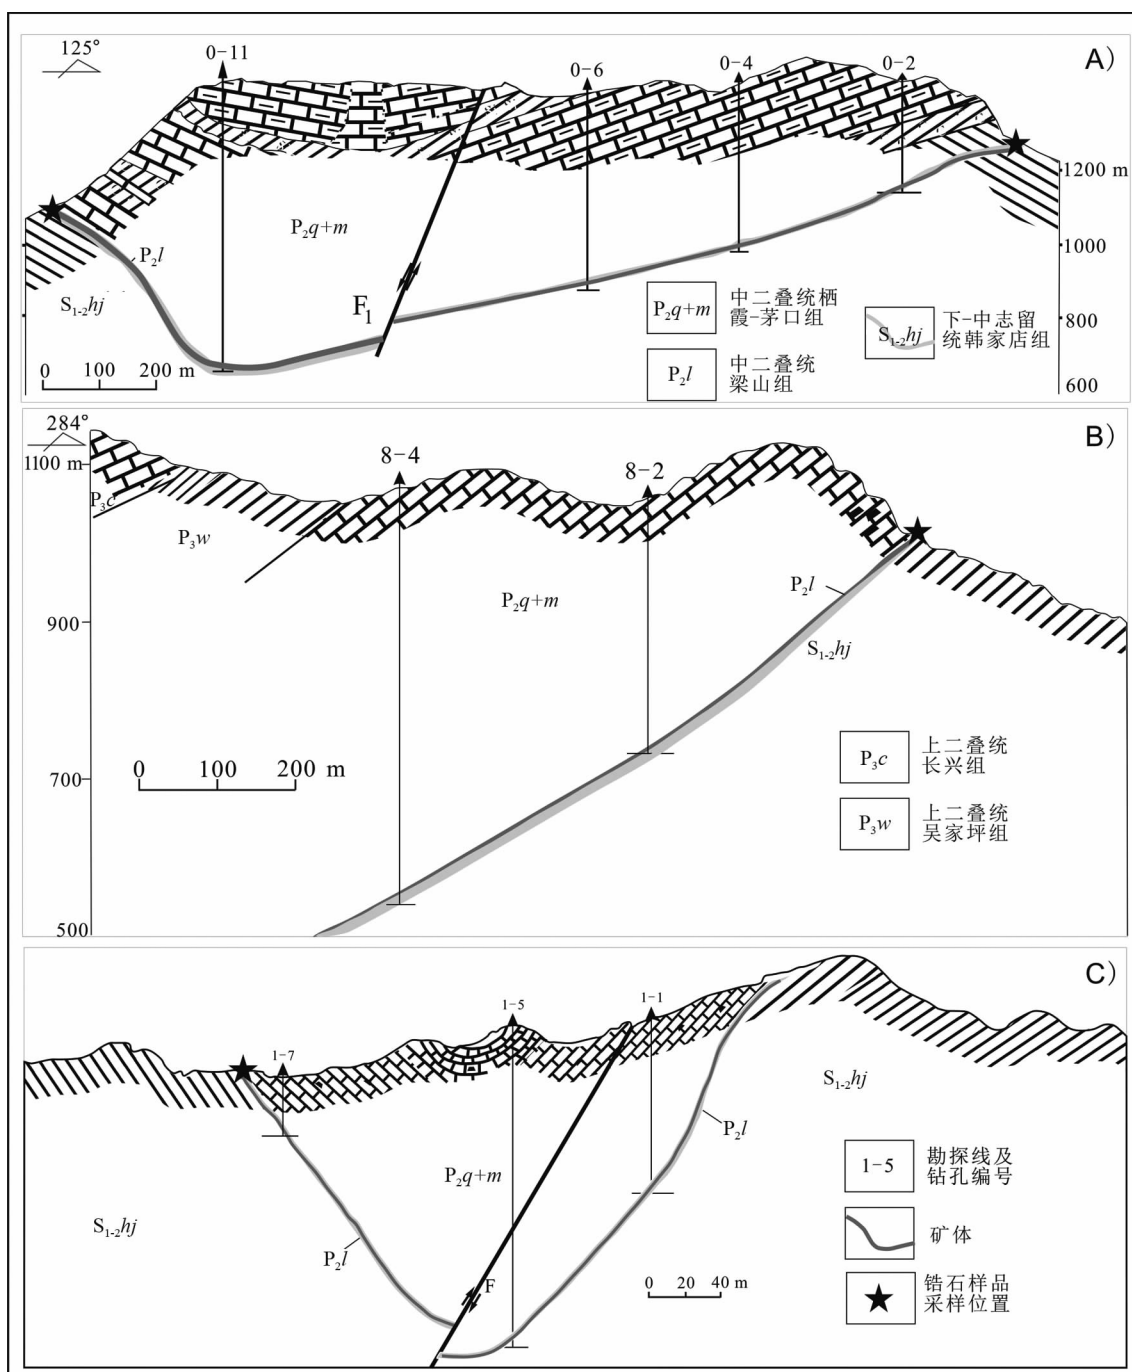 A)
125°
0-11
0-6
0-4
0-2
1200 m
1000
800
600
P₂q+m
P₂l
S₁₋₂hj
F₁
0 100 200 m
P₂q+m
中二叠统栖
霞-茅口组
P₂l
中二叠统
梁山组
S₁₋₂hj
下-中志留
统韩家店组
B)
284°
1100 m
900
700
500
8-4
8-2
P₃c
P₃w
P₂q+m
P₂l
S₁₋₂hj
0 100 200 m
P₃c
上二叠统
长兴组
P₃w
上二叠统
吴家坪组
C)
1-7
1-5
1-1
S₁₋₂hj
P₂l
P₂q+m
F
P₂l
S₁₋₂hj
0 20 40 m
1-5
勘探线及
钻孔编号
矿体
锆石样品
采样位置